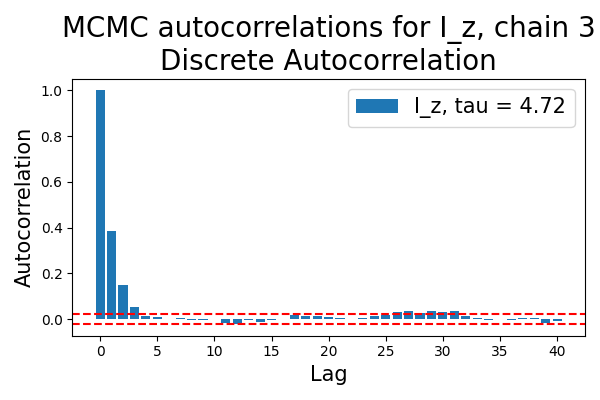 MCMC autocorrelations for I_z, chain 3
Discrete Autocorrelation
I_z, tau = 4.72
Autocorrelation
1.0
0.8
0.6
0.4
0.2
0.0
0 5 10 15 20 25 30 35 40
Lag